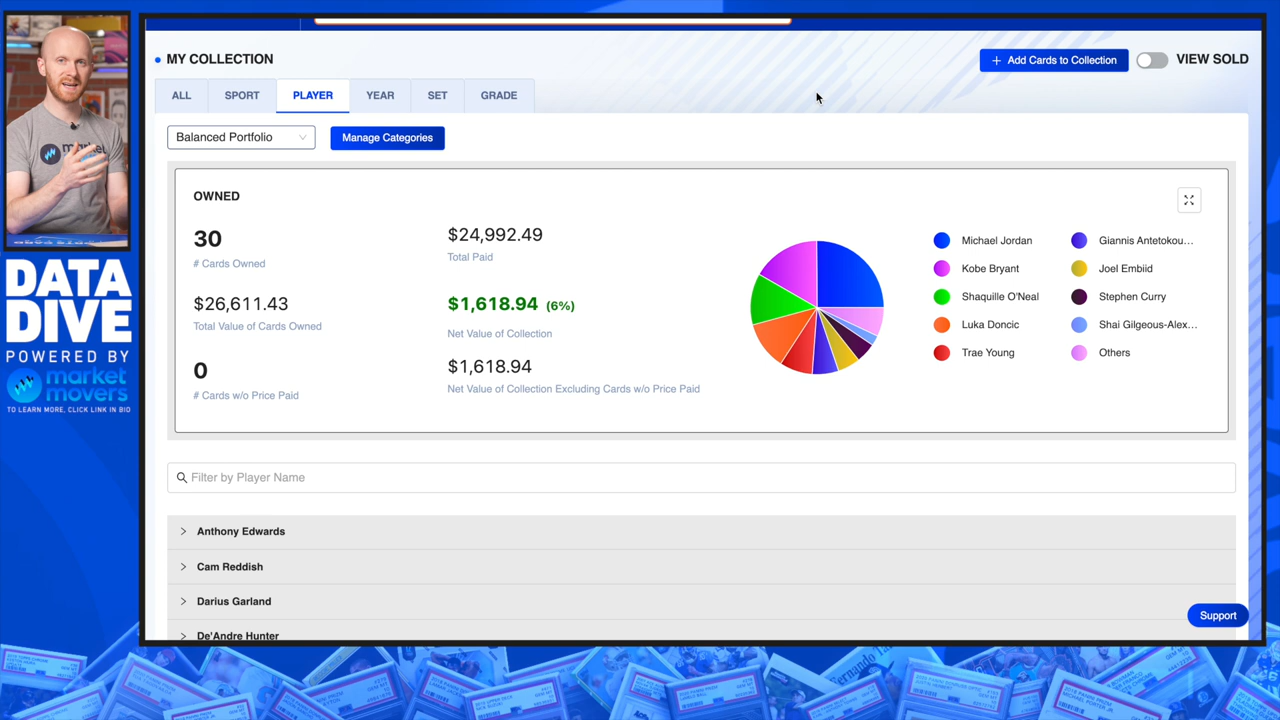 MY COLLECTION
+ Add Cards to Collection
VIEW SOLD
ALL
SPORT
PLAYER
YEAR
SET
GRADE
Balanced Portfolio
Manage Categories
OWNED
30
# Cards Owned
$24,992.49
Total Paid
$26,611.43
Total Value of Cards Owned
$1,618.94 (6%)
Net Value of Collection
0
# Cards w/o Price Paid
$1,618.94
Net Value of Collection Excluding Cards w/o Price Paid
Michael Jordan
Giannis Antetokou...
Kobe Bryant
Joel Embiid
Shaquille O'Neal
Stephen Curry
Luka Doncic
Shai Gilgeous-Alex...
Trae Young
Others
Filter by Player Name
Anthony Edwards
Cam Reddish
Darius Garland
De'Andre Hunter
Support
market
DATA
DIVE
POWERED BY
market
movers
TO LEARN MORE, CLICK LINK IN BIO